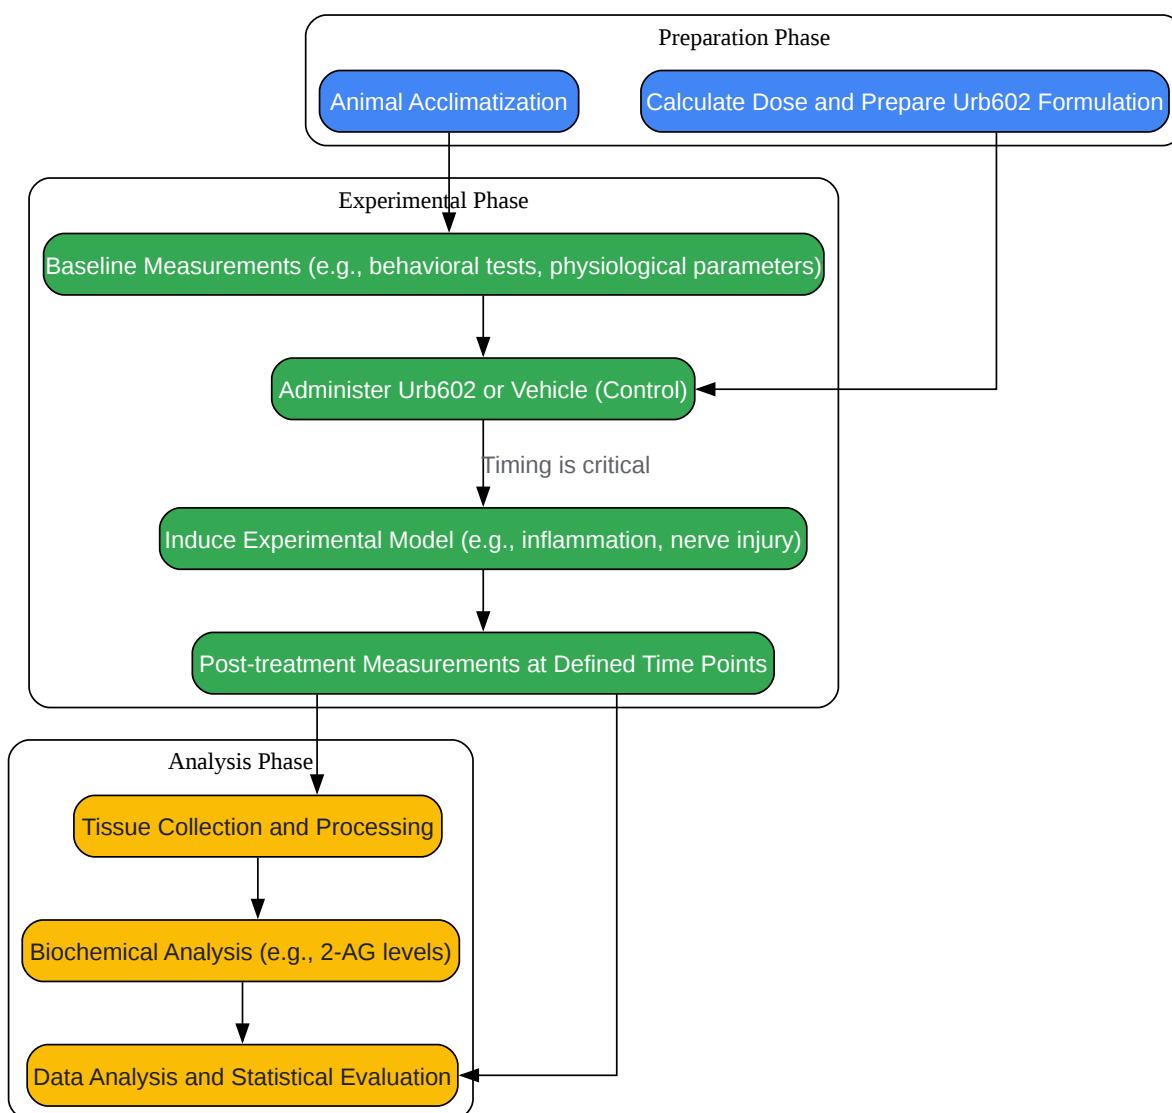 Preparation Phase
Animal Acclimatization
Calculate Dose and Prepare Urb602 Formulation
Experimental Phase
Baseline Measurements (e.g., behavioral tests, physiological parameters)
Administer Urb602 or Vehicle (Control)
Timing is critical
Induce Experimental Model (e.g., inflammation, nerve injury)
Post-treatment Measurements at Defined Time Points
Analysis Phase
Tissue Collection and Processing
Biochemical Analysis (e.g., 2-AG levels)
Data Analysis and Statistical Evaluation